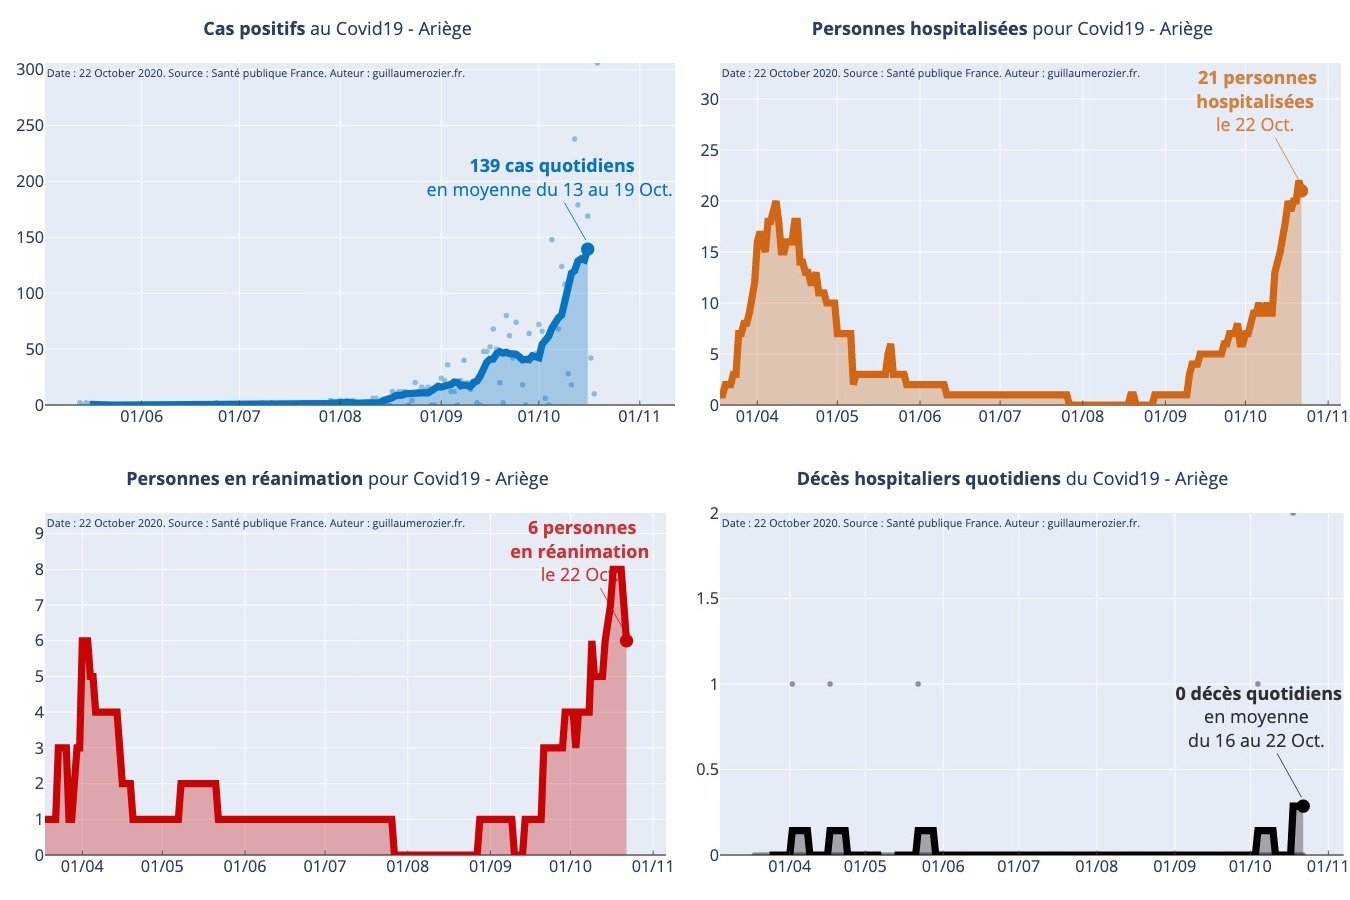 Cas positifs au Covid19 - Ariège
Date : 22 October 2020. Source : Santé publique France. Auteur : guillaumerozier.fr.
300
250
200
150
100
50
0
139 cas quotidiens
en moyenne du 13 au 19 Oct.
01/06 01/07 01/08 01/09 01/10 01/11
Personnes hospitalisées pour Covid19 - Ariège
Date : 22 October 2020. Source : Santé publique France. Auteur : guillaumerozier.fr.
30
25
20
15
10
5
0
21 personnes
hospitalisées
le 22 Oct.
01/04 01/05 01/06 01/07 01/08 01/09 01/10 01/11
Personnes en réanimation pour Covid19 - Ariège
Date : 22 October 2020. Source : Santé publique France. Auteur : guillaumerozier.fr.
9
8
7
6
5
4
3
2
1
0
6 personnes
en réanimation
le 22 Oct.
01/04 01/05 01/06 01/07 01/08 01/09 01/10 01/11
Décès hospitaliers quotidiens du Covid19 - Ariège
Date : 22 October 2020. Source : Santé publique France. Auteur : guillaumerozier.fr.
2
1.5
1
0.5
0
0 décès quotidiens
en moyenne
du 16 au 22 Oct.
01/04 01/05 01/06 01/07 01/08 01/09 01/10 01/11